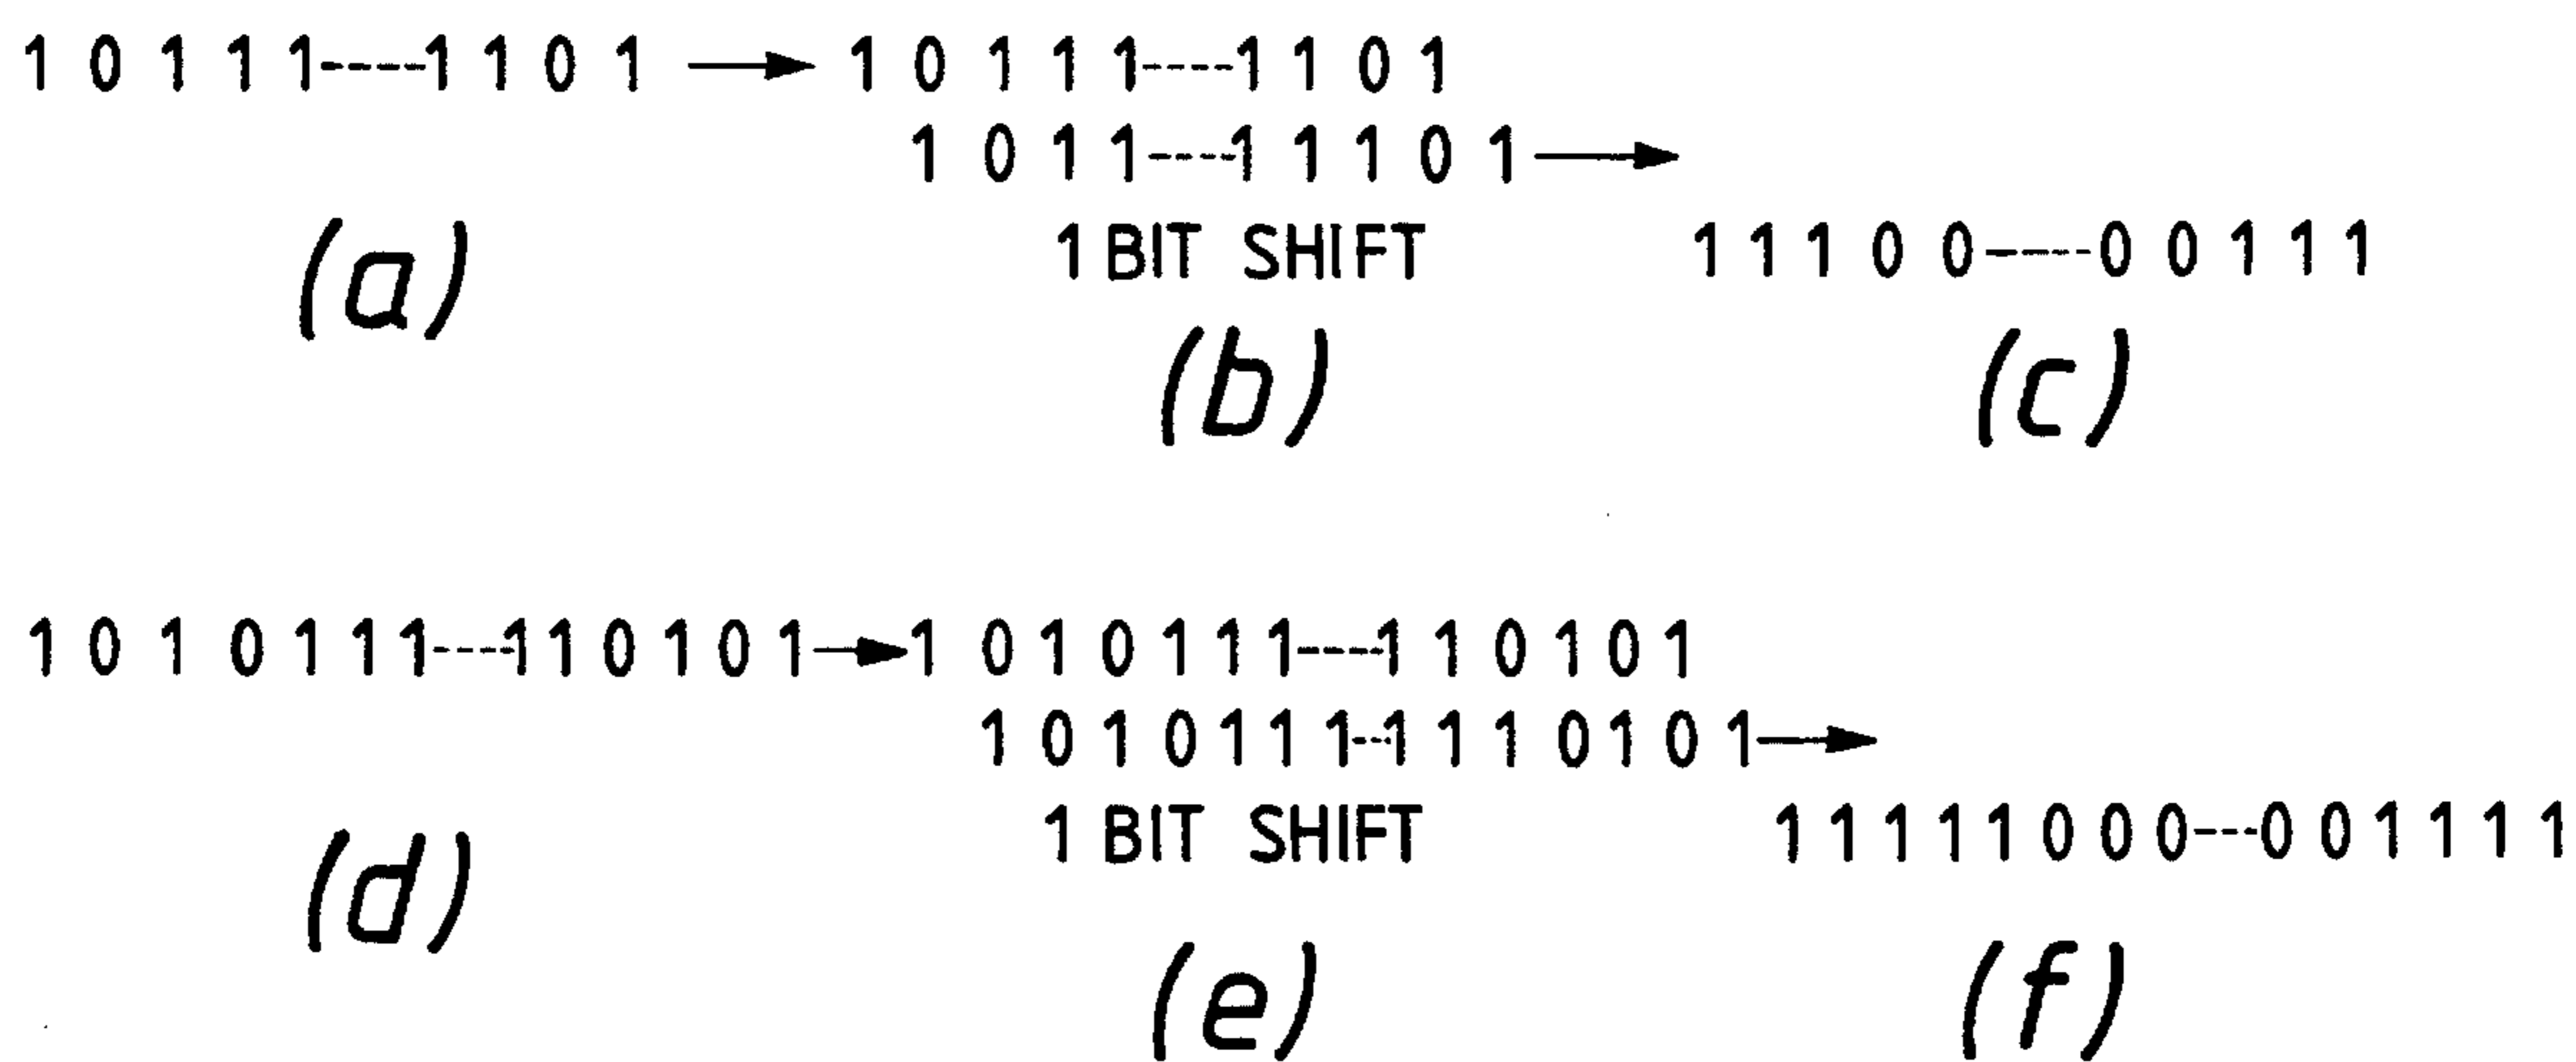 1 0 1 1 1----1 1 0 1 → 1 0 1 1 1----1 1 0 1
1 0 1 1----1 1 1 0 1 →
1 BIT SHIFT
1 1 1 0 0----0 0 1 1 1
(a)
(b)
(c)
1 0 1 0 1 1 1----1 1 0 1 0 1 → 1 0 1 0 1 1 1----1 1 0 1 0 1
1 0 1 0 1 1 1--1 1 1 0 1 0 1 →
1 BIT SHIFT
1 1 1 1 1 0 0 0---0 0 1 1 1 1
(d)
(e)
(f)